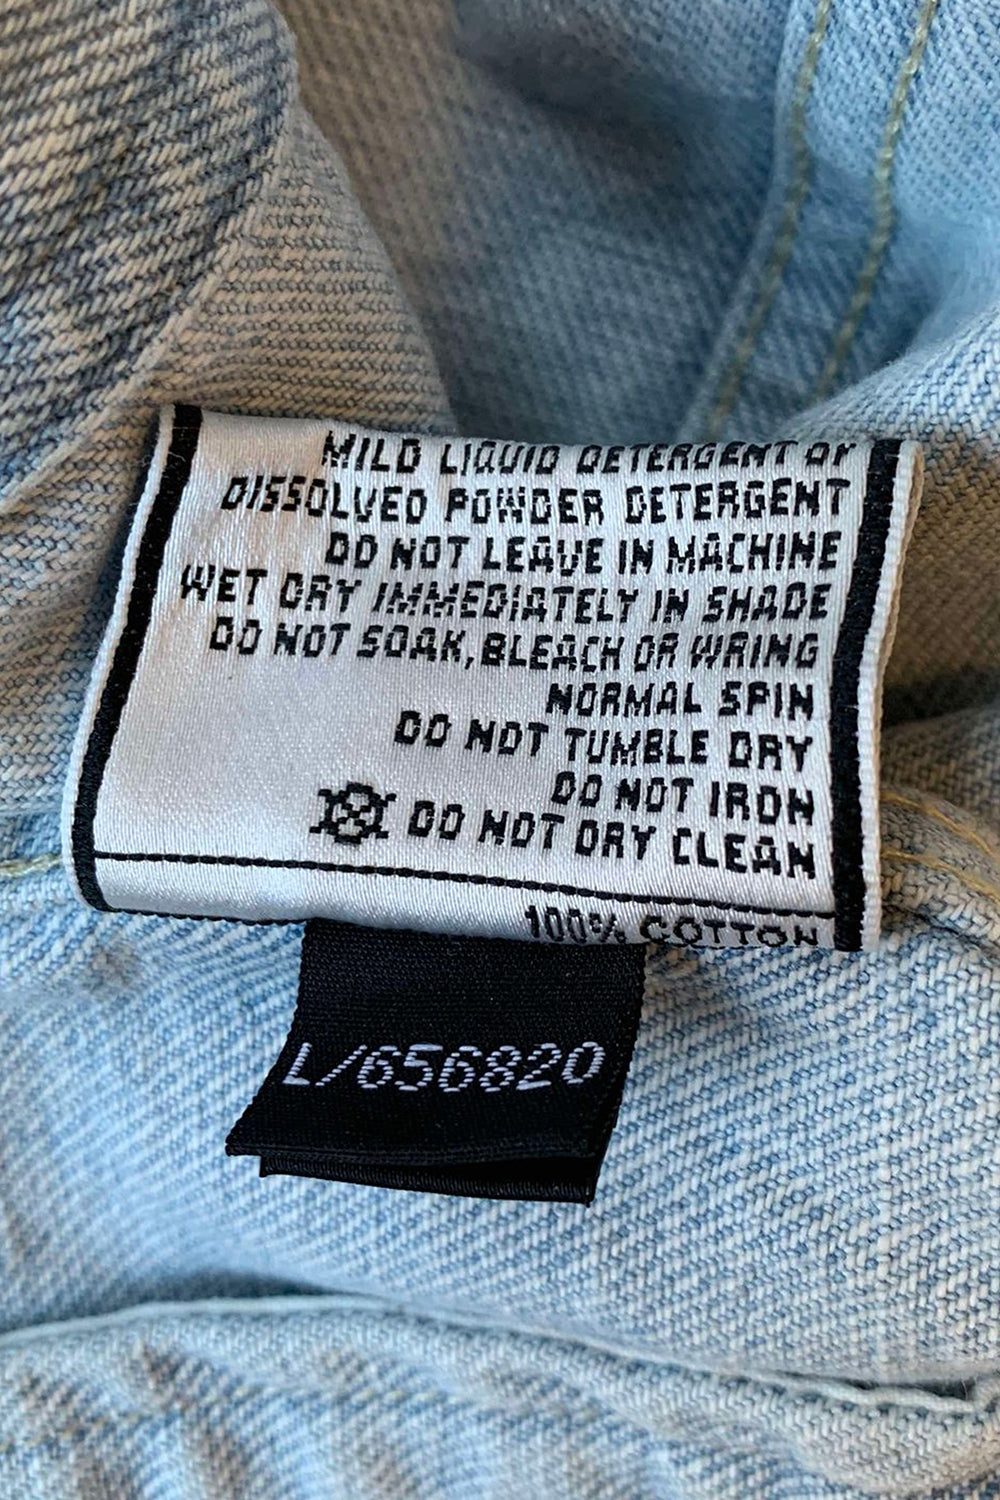 MILD LIQUID DETERGENT OR
DISSOLVED POWDER DETERGENT
DO NOT LEAVE IN MACHINE
WET DRY IMMEDIATELY IN SHADE
DO NOT SOAK, BLEACH OR WRING
NORMAL SPIN
DO NOT TUMBLE DRY
DO NOT IRON
DO NOT DRY CLEAN
100% COTTON
L/656820